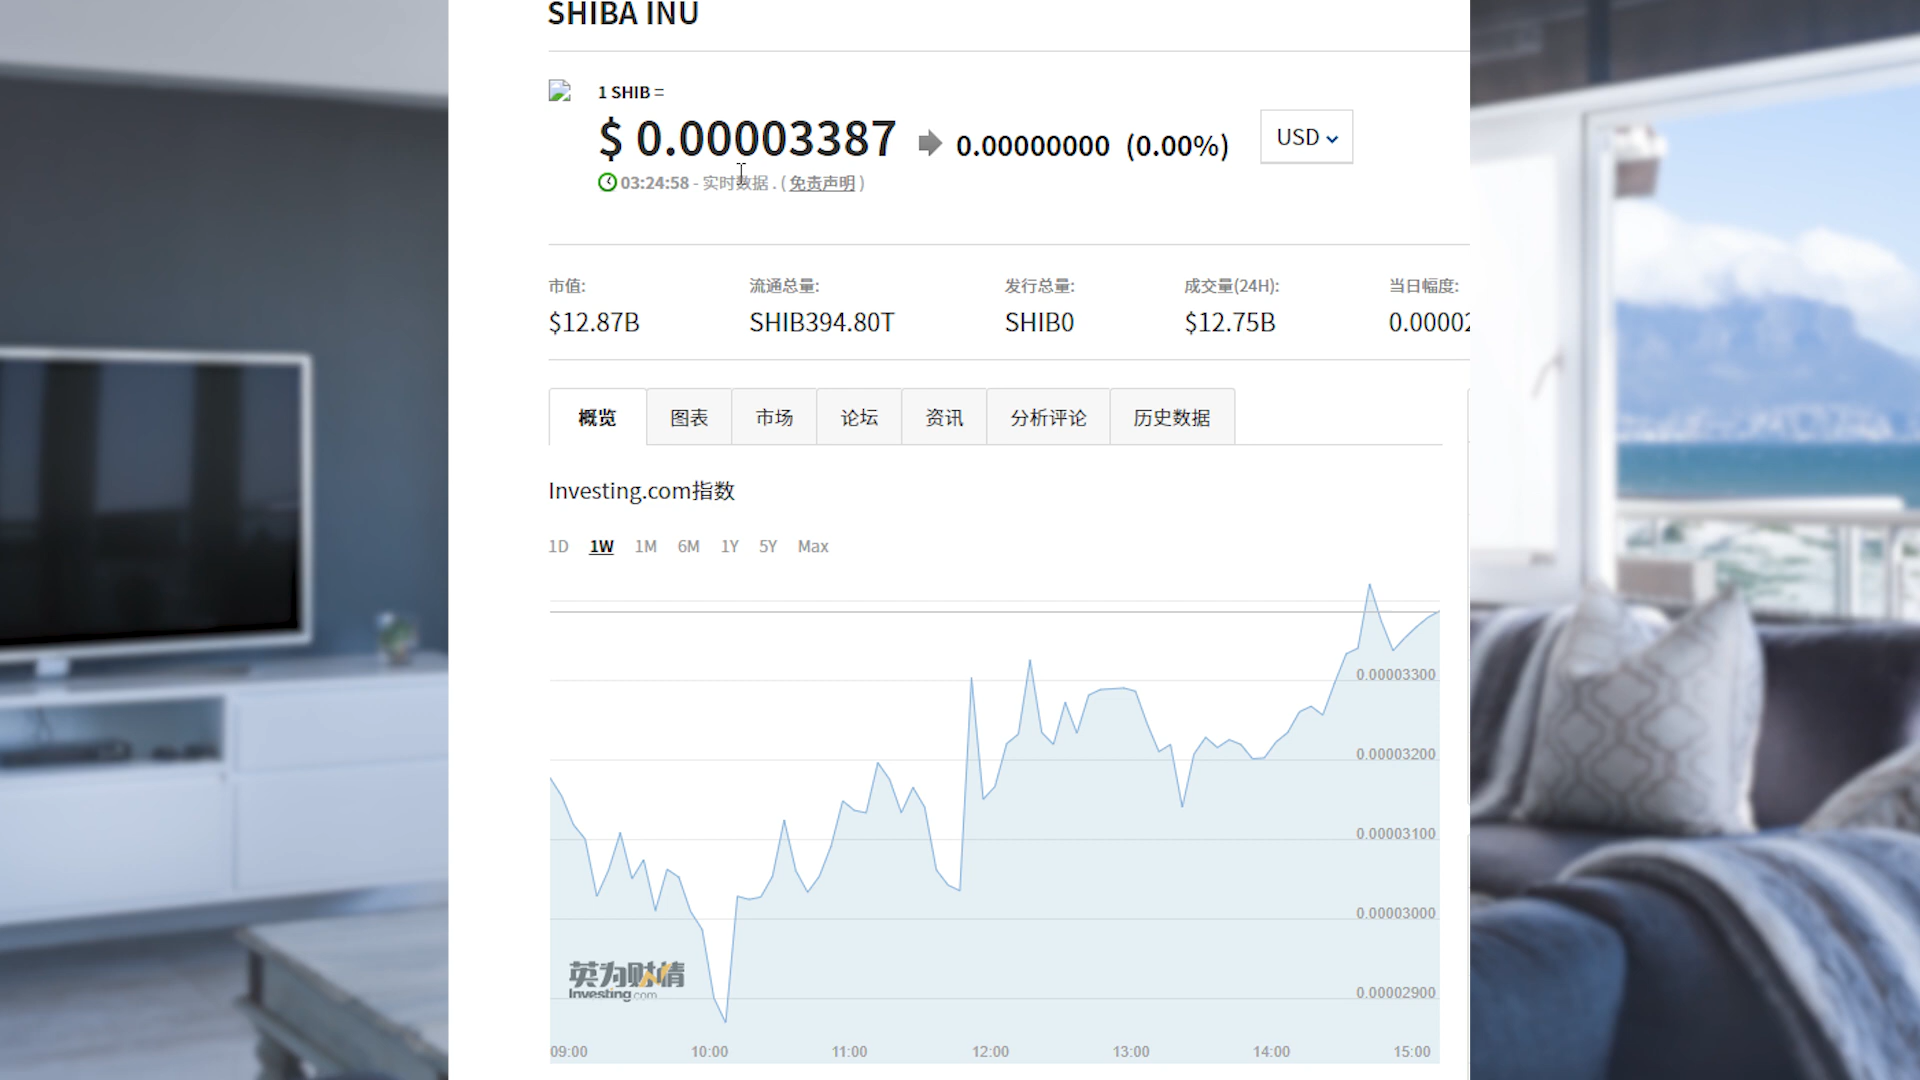 SHIBA INU
1 SHIB =
$ 0.00003387 0.00000000 (0.00%) USD
03:24:58 - 实时数据 . ( 免责声明 )
市值: 流通总量: 发行总量: 成交量(24H): 当日幅度:
$12.87B SHIB394.80T SHIB0 $12.75B 0.00002
概览 图表 市场 论坛 资讯 分析评论 历史数据
Investing.com指数
1D 1W 1M 6M 1Y 5Y Max
0.00003300
0.00003200
0.00003100
0.00003000
英为财情
Investing.com
0.00002900
09:00 10:00 11:00 12:00 13:00 14:00 15:00